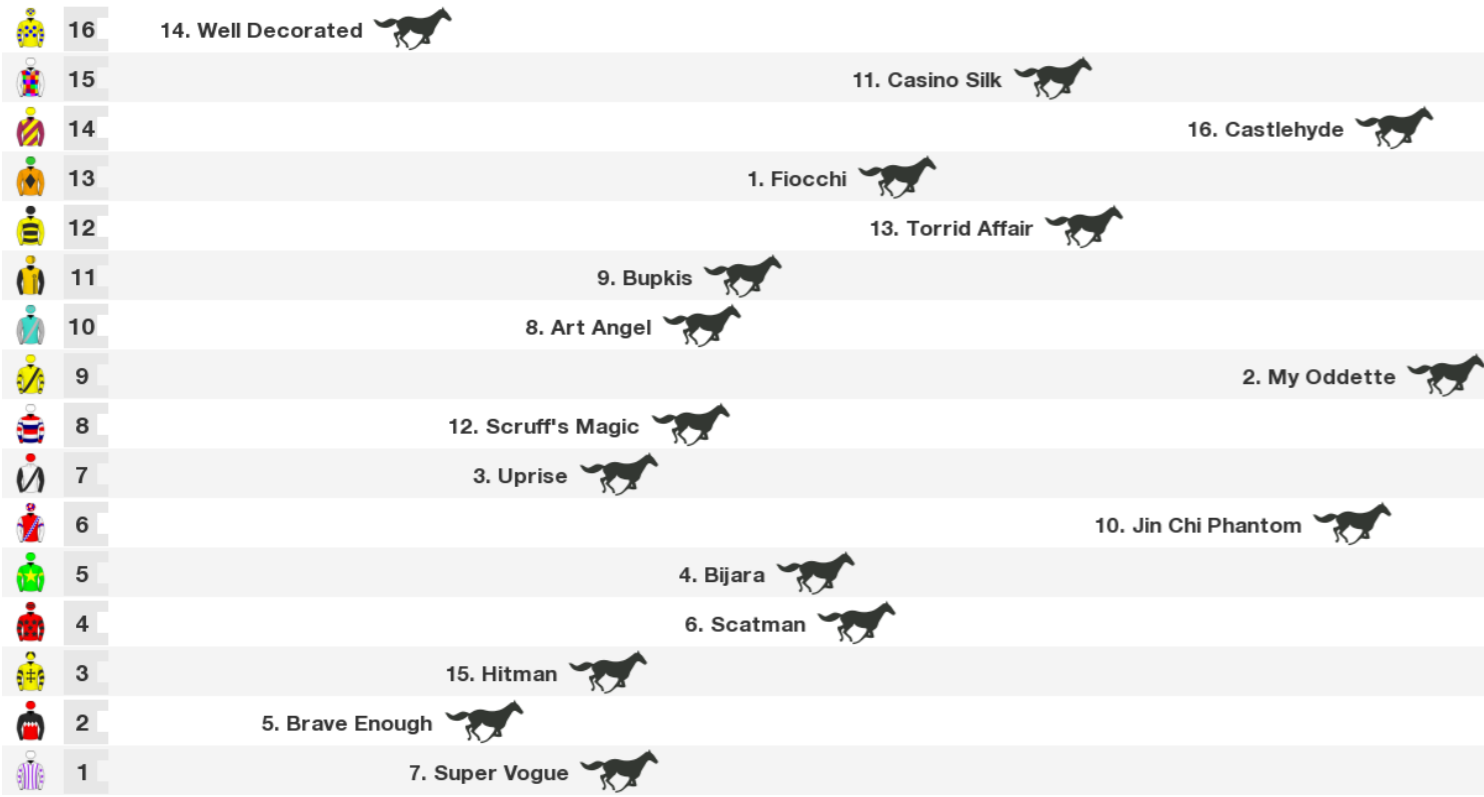 16 14. Well Decorated
15 11. Casino Silk
14 16. Castlehyde
13 1. Fiocchi
12 13. Torrid Affair
11 9. Bupkis
10 8. Art Angel
9 2. My Oddette
8 12. Scruff's Magic
7 3. Uprise
6 10. Jin Chi Phantom
5 4. Bijara
4 6. Scatman
3 15. Hitman
2 5. Brave Enough
1 7. Super Vogue